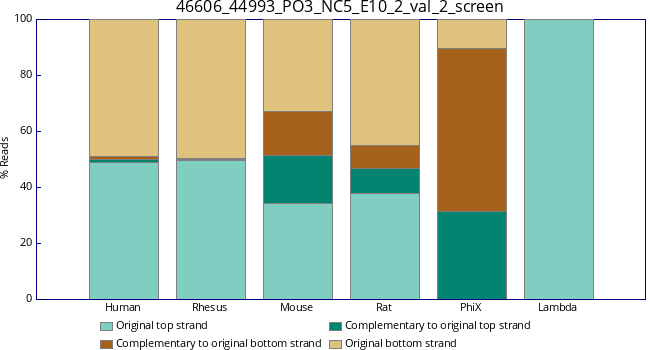 46606_44993_PO3_NC5_E10_2_val_2_screen
100
80
60
40
20
0
% Reads
Human Rhesus Mouse Rat PhiX Lambda
Original top strand Complementary to original top strand
Complementary to original bottom strand Original bottom strand